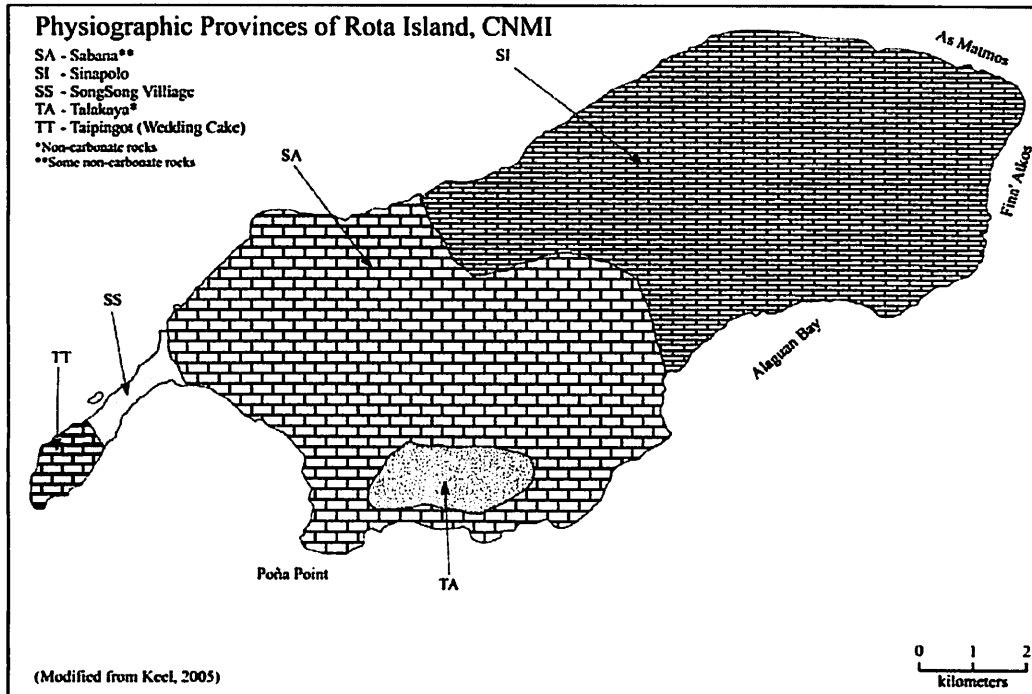 Physiographic Provinces of Rota Island, CNMI
SA - Sabana**
SI - Sinapolo
SS - SongSong Villiage
TA - Talakaya*
TT - Taipingot (Wedding Cake)
*Non-carbonate rocks
**Some non-carbonate rocks
SI
As Matmos
SA
Finn' Atkos
SS
TT
Alaguan Bay
Poña Point
TA
0 1 2
kilometers
(Modified from Keel, 2005)